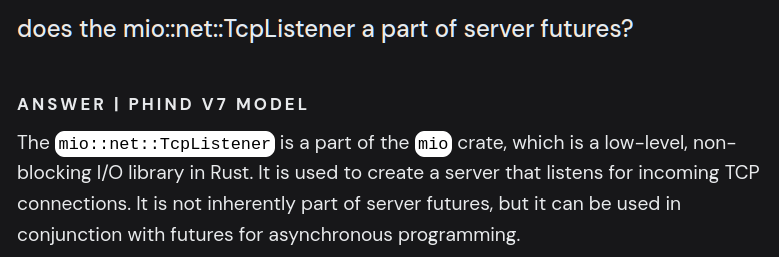 does the mio::net::TcpListener a part of server futures?
ANSWER | PHIND V7 MODEL
The mio::net::TcpListener is a part of the mio crate, which is a low-level, non-
blocking I/O library in Rust. It is used to create a server that listens for incoming TCP
connections. It is not inherently part of server futures, but it can be used in
conjunction with futures for asynchronous programming.